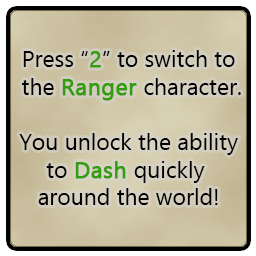 Press “2” to switch to
the Ranger character.
You unlock the ability
to Dash quickly
around the world!